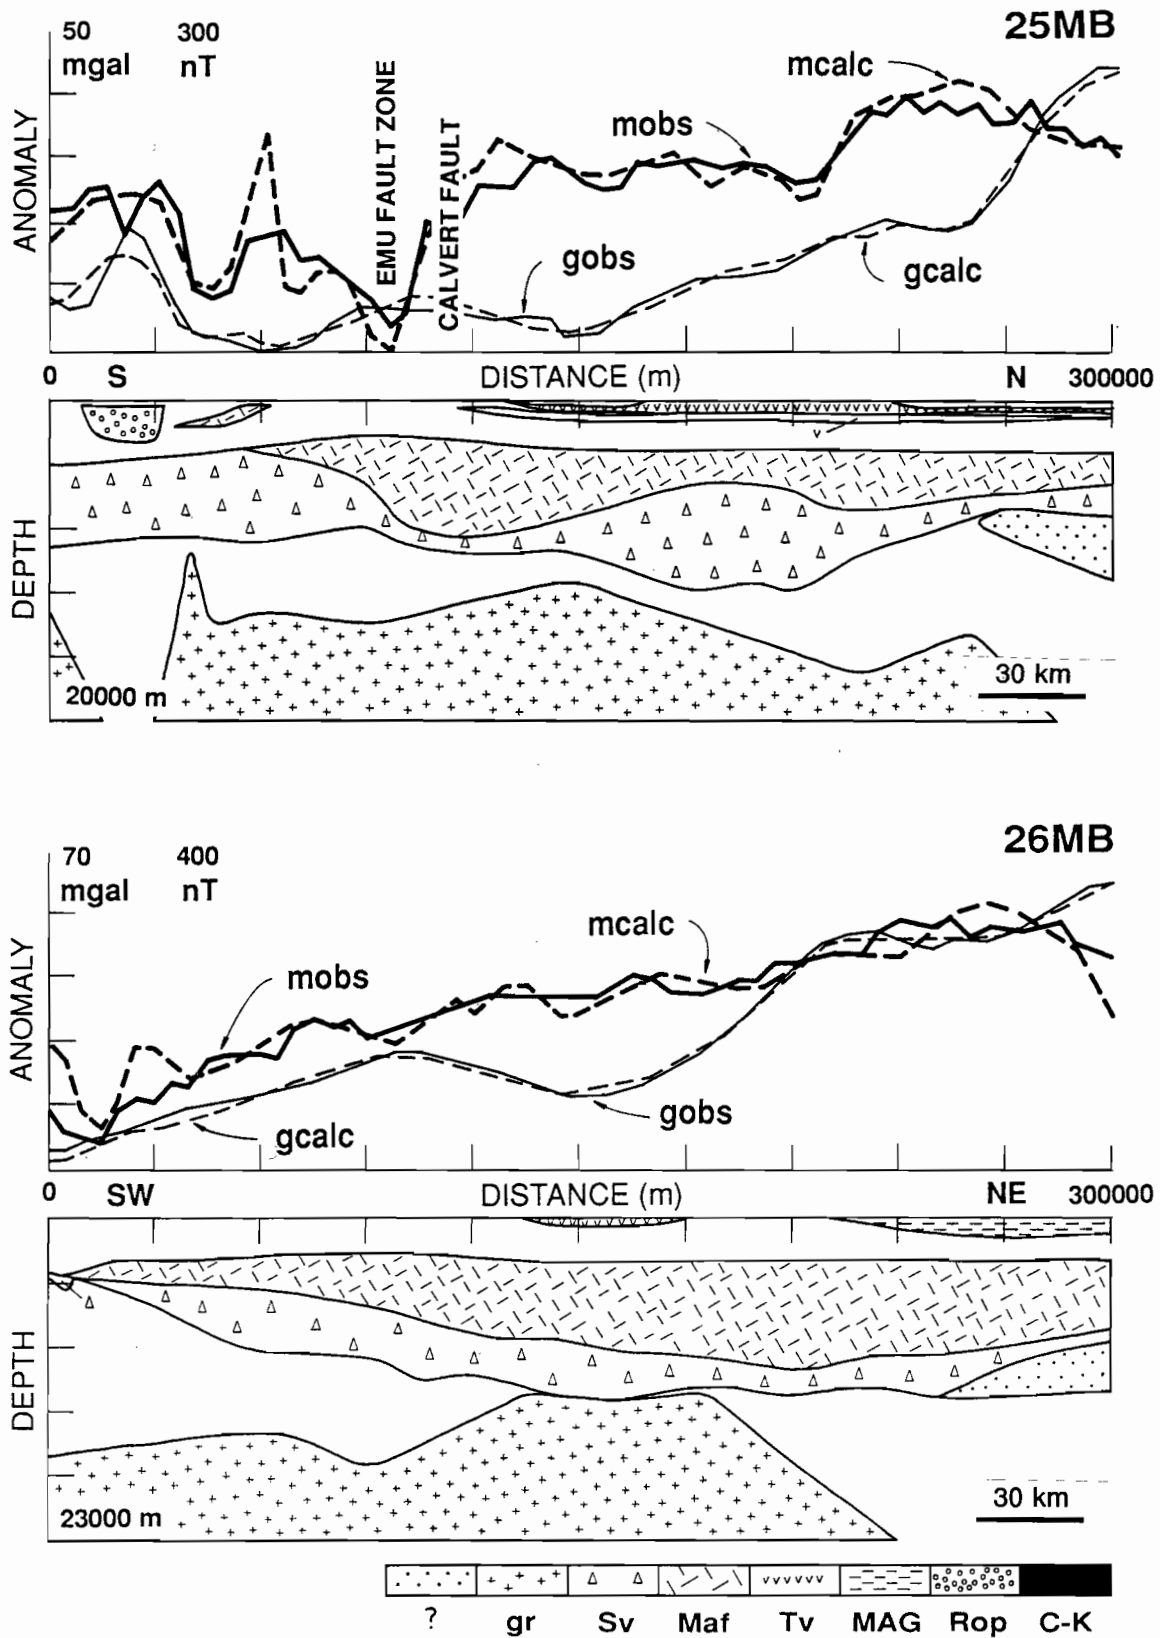 25MB
50 300
mgal nT
mcalc
mobs
ANOMALY
EMU FAULT ZONE
CALVERT FAULT
gobs
gcalc
0 S DISTANCE (m) N 300000
DEPTH
20000 m
30 km
26MB
70 400
mgal nT
mcalc
mobs
ANOMALY
gobs
gcalc
0 SW DISTANCE (m) NE 300000
DEPTH
23000 m
30 km
? gr Sv Maf Tv MAG Rop C-K